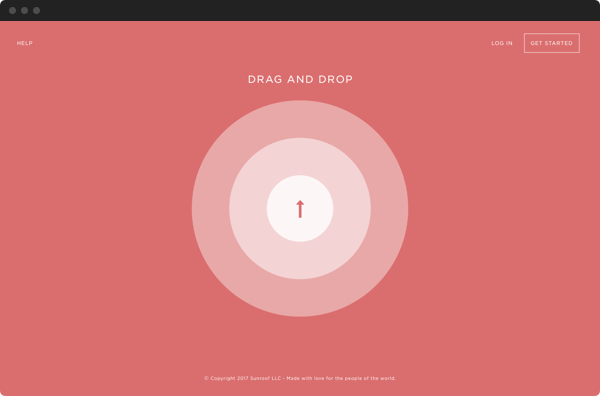 HELP
LOG IN
GET STARTED
DRAG AND DROP
© Copyright 2017 Sunroof LLC - Made with love for the people of the world.